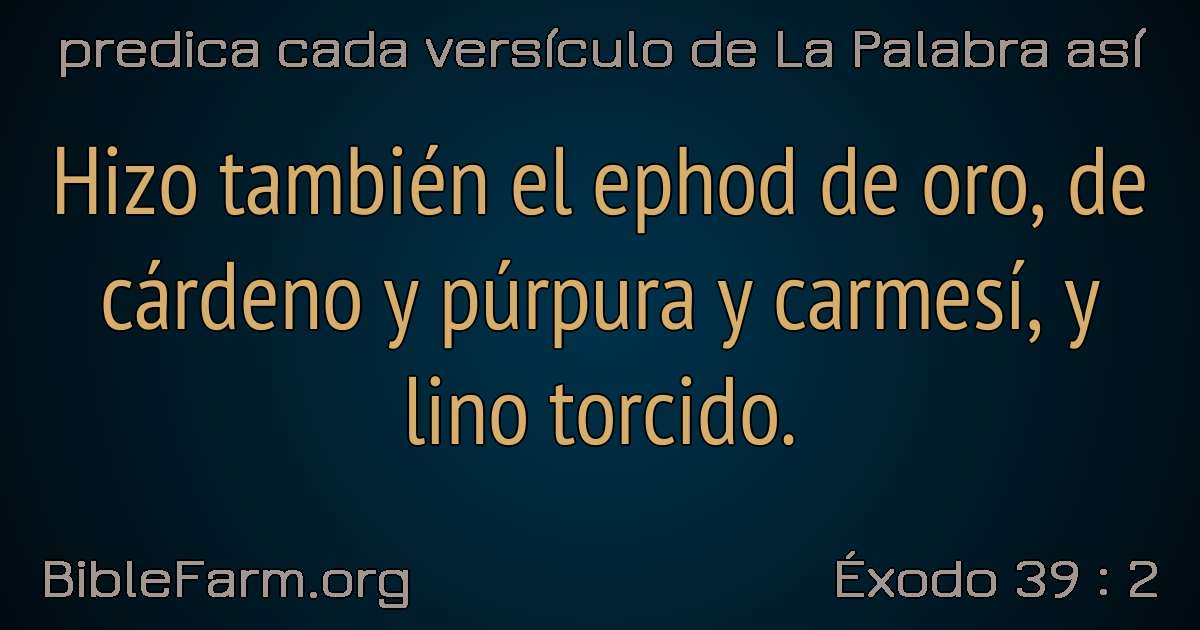 predica cada versículo de La Palabra así
Hizo también el ephod de oro, de
cárdeno y púrpura y carmesí, y
lino torcido.
BibleFarm.org
Éxodo 39 : 2